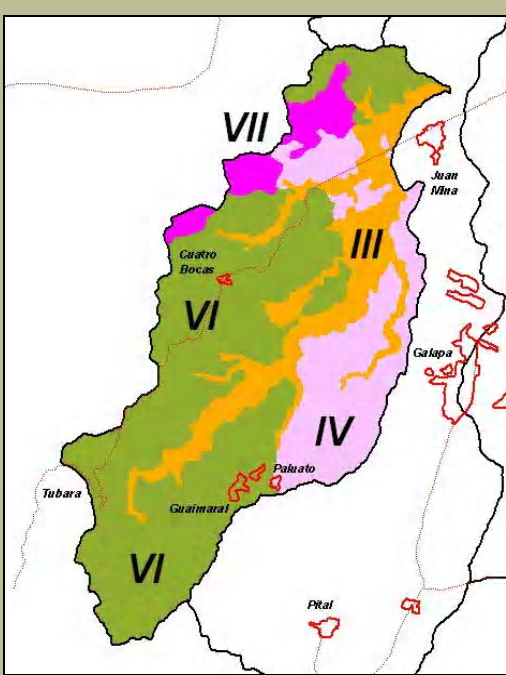 VII
Juan
Mina
III
Cuatro
Bocas
VI
Galapa
IV
Paluato
Tubara
Guaimaral
VI
Pital